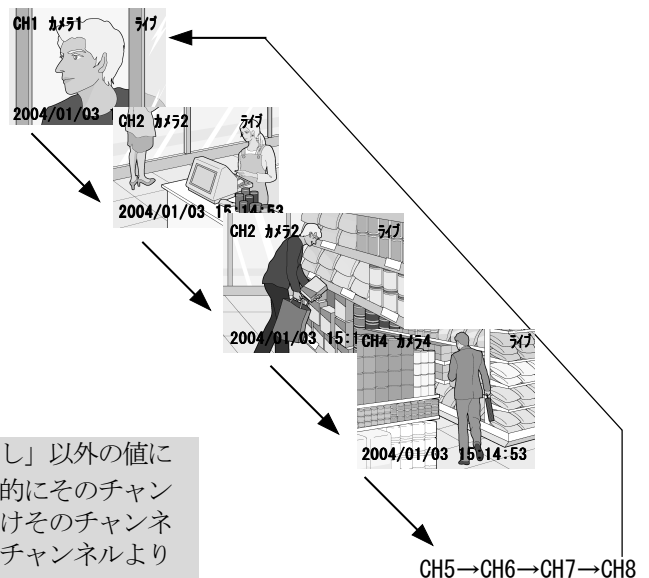 CH1 カメラ1 ライブ
2004/01/03
CH2 カメラ2 ライブ
2004/01/03 15:14:53
CH2 カメラ2 ライブ
2004/01/03 15:1
CH4 カメラ4 ライブ
2004/01/03 15:14:53
し」以外の値に
的にそのチャン
けそのチャンネ
チャンネルより
CH5→CH6→CH7→CH8